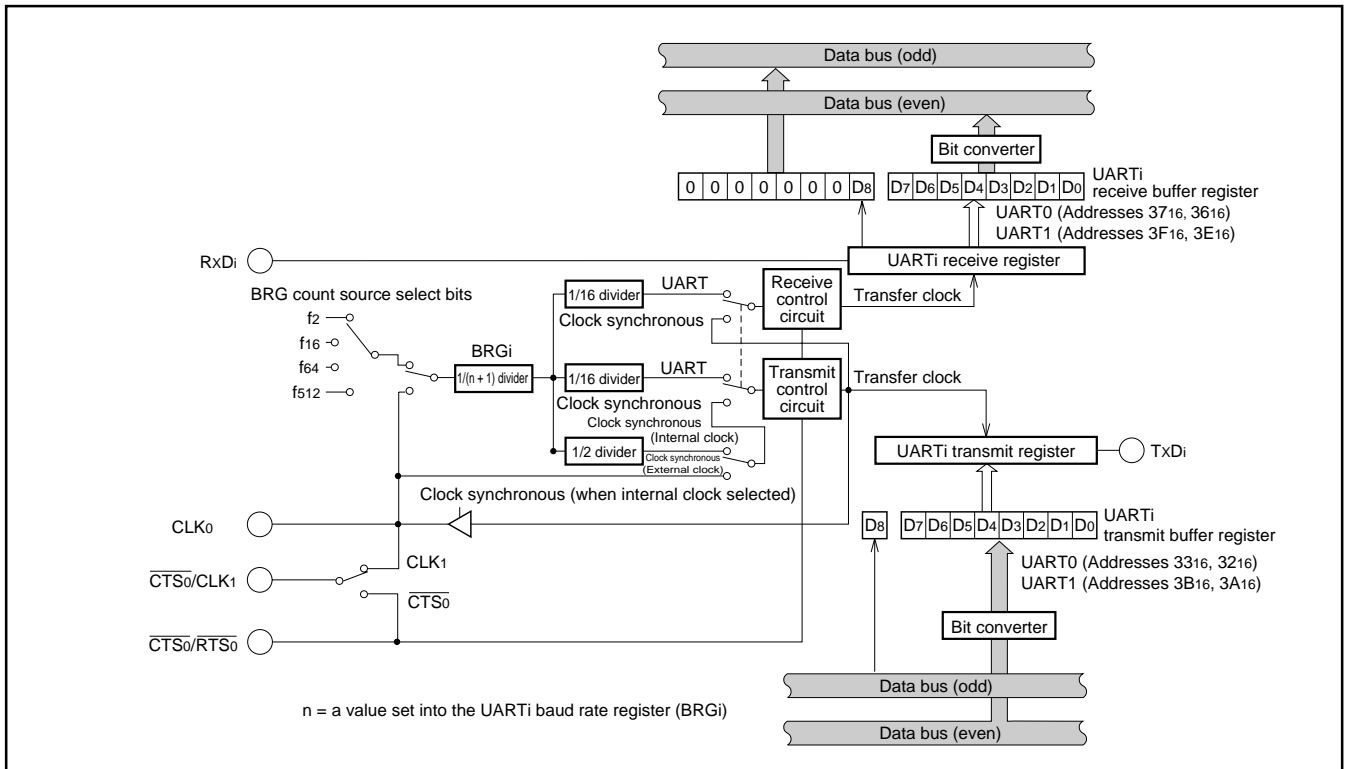 Data bus (odd)
Data bus (even)
Bit converter
0 0 0 0 0 0 0 D8
D7 D6 D5 D4 D3 D2 D1 D0
UARTi
receive buffer register
UART0 (Addresses 3716, 3616)
UART1 (Addresses 3F16, 3E16)
RxDi
UARTi receive register
BRG count source select bits
f2
f16
f64
f512
BRGi
1/(n + 1) divider
1/16 divider
UART
Clock synchronous
Receive
control
circuit
Transfer clock
1/16 divider
UART
Clock synchronous
Transmit
control
circuit
Transfer clock
Clock synchronous
(Internal clock)
1/2 divider
Clock synchronous
(External clock)
UARTi transmit register
TxDi
Clock synchronous (when internal clock selected)
CLK0
CLK1
CTS0/CLK1
CTS0
CTS0/RTS0
D8
D7 D6 D5 D4 D3 D2 D1 D0
UARTi
transmit buffer register
UART0 (Addresses 3316, 3216)
UART1 (Addresses 3B16, 3A16)
Bit converter
Data bus (odd)
Data bus (even)
n = a value set into the UARTi baud rate register (BRGi)